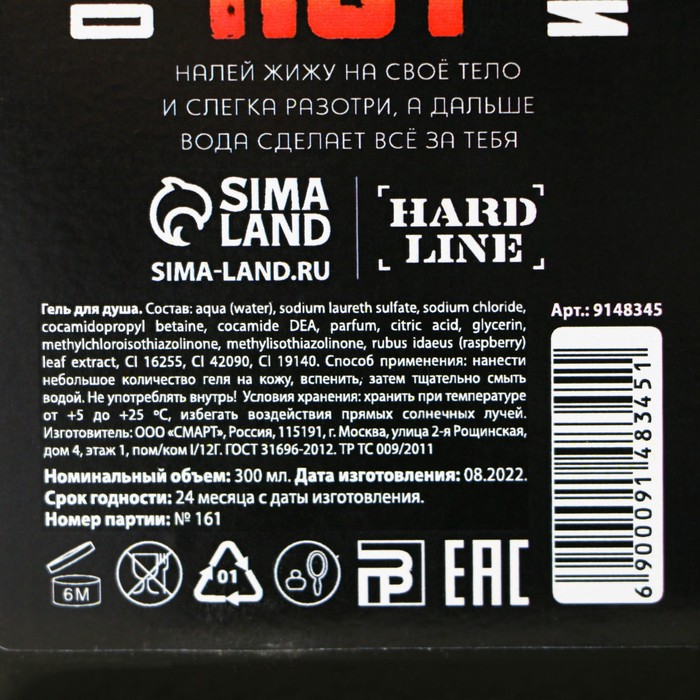 НАЛЕЙ ЖИЖУ НА СВОЁ ТЕЛО
И СЛЕГКА РАЗОТРИ, А ДАЛЬШЕ
ВОДА СДЕЛАЕТ ВСЁ ЗА ТЕБЯ
SIMA
LAND
SIMA-LAND.RU
HARD
LINE
Гель для душа. Состав: aqua (water), sodium laureth sulfate, sodium chloride,
cocamidopropyl betaine, cocamide DEA, parfum, citric acid, glycerin,
methylchloroisothiazolinone, methylisothiazolinone, rubus idaeus (raspberry)
leaf extract, CI 16255, CI 42090, CI 19140. Способ применения: нанести
небольшое количество геля на кожу, вспенить, затем тщательно смыть
водой. Не употреблять внутрь! Условия хранения: хранить при температуре
от +5 до +25 ºС, избегать воздействия прямых солнечных лучей.
Изготовитель: ООО «СМАРТ», Россия, 115191, г. Москва, улица 2-я Рощинская,
дом 4, этаж 1, пом/ком I/12Г. ГОСТ 31696-2012. ТР ТС 009/2011
Номинальный объем: 300 мл. Дата изготовления: 08.2022.
Срок годности: 24 месяца с даты изготовления.
Номер партии: № 161
6M
01
EAC
Арт.: 9148345
6900091483451